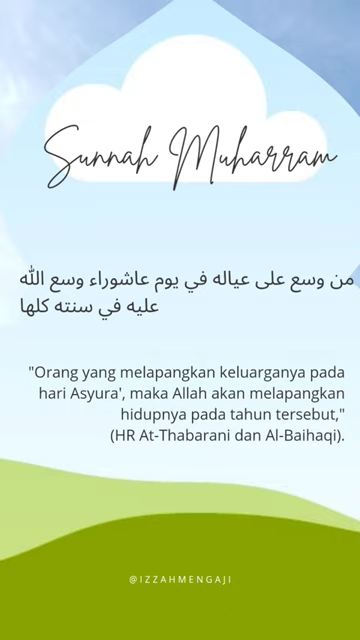 Sunnah Muharram
من وسع على عياله في يوم عاشوراء وسع الله
عليه في سنته كلها
"Orang yang melapangkan keluarganya pada
hari Asyura', maka Allah akan melapangkan
hidupnya pada tahun tersebut,"
(HR At-Thabarani dan Al-Baihaqi).
@IZZAHMENGAJI